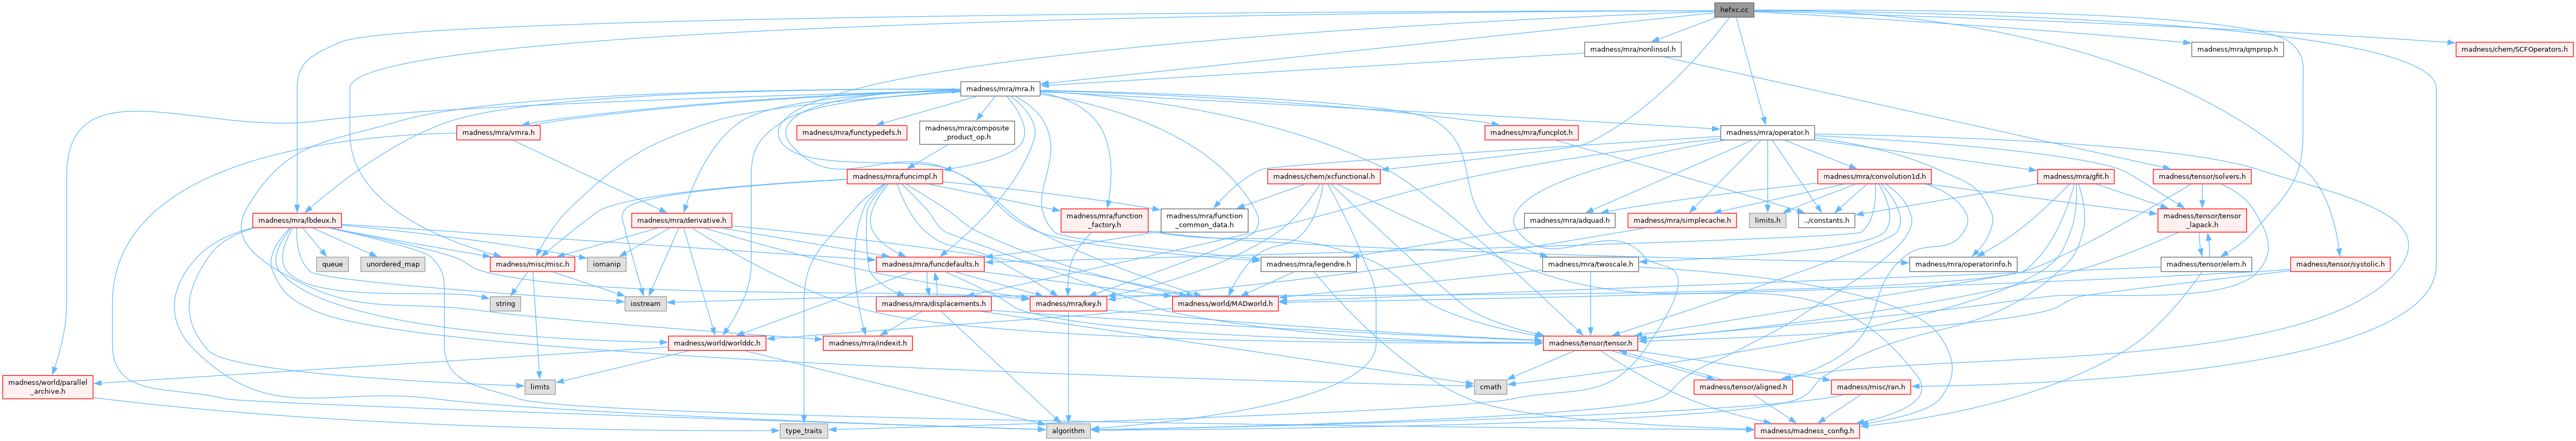 hefxc.cc
madness/mra/nonlinsol.h
madness/mra/qmprop.h
madness/chem/SCFOperators.h
madness/mra/mra.h
madness/mra/vmra.h
madness/mra/functypedefs.h
madness/mra/composite
_product_op.h
madness/mra/funcplot.h
madness/mra/operator.h
madness/mra/funcimpl.h
madness/chem/xcfunctional.h
madness/mra/convolution1d.h
madness/mra/gfit.h
madness/tensor/solvers.h
madness/mra/lbdeux.h
madness/mra/derivative.h
madness/mra/function
_factory.h
madness/mra/function
_common_data.h
madness/mra/adquad.h
madness/mra/simplecache.h
limits.h
../constants.h
madness/tensor/tensor
_lapack.h
queue
unordered_map
madness/misc/misc.h
iomanip
madness/mra/funcdefaults.h
madness/mra/legendre.h
madness/mra/twoscale.h
madness/mra/operatorinfo.h
madness/tensor/elem.h
madness/tensor/systolic.h
string
iostream
madness/mra/displacements.h
madness/mra/key.h
madness/world/MADworld.h
madness/world/worlddc.h
madness/mra/indexit.h
madness/tensor/tensor.h
madness/world/parallel
_archive.h
limits
cmath
madness/tensor/aligned.h
madness/misc/ran.h
type_traits
algorithm
madness/madness_config.h